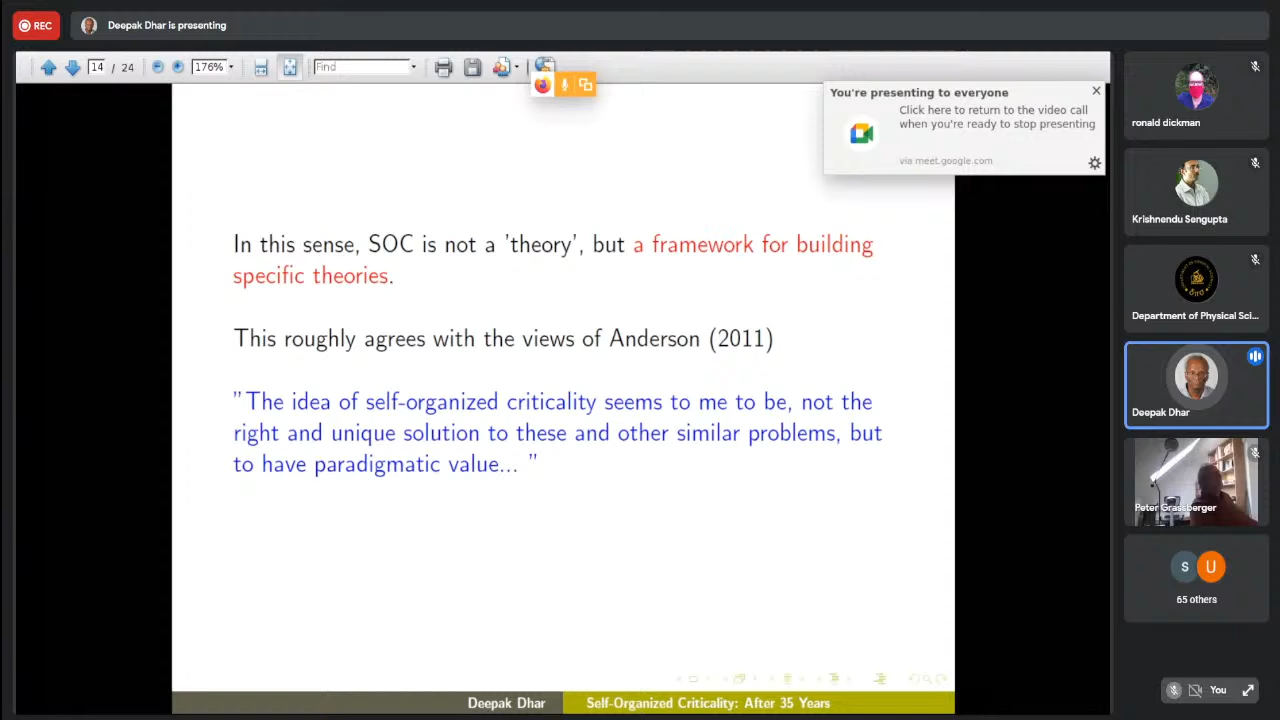 REC
Deepak Dhar is presenting
14 / 24
176%
Find
You're presenting to everyone
Click here to return to the video call
when you're ready to stop presenting
via meet.google.com
In this sense, SOC is not a 'theory', but a framework for building
specific theories.
This roughly agrees with the views of Anderson (2011)
"The idea of self-organized criticality seems to me to be, not the
right and unique solution to these and other similar problems, but
to have paradigmatic value... "
Deepak Dhar
Self-Organized Criticality: After 35 Years
ronald dickman
Krishnendu Sengupta
Department of Physical Sci...
Deepak Dhar
Peter Grassberger
S
U
65 others
You